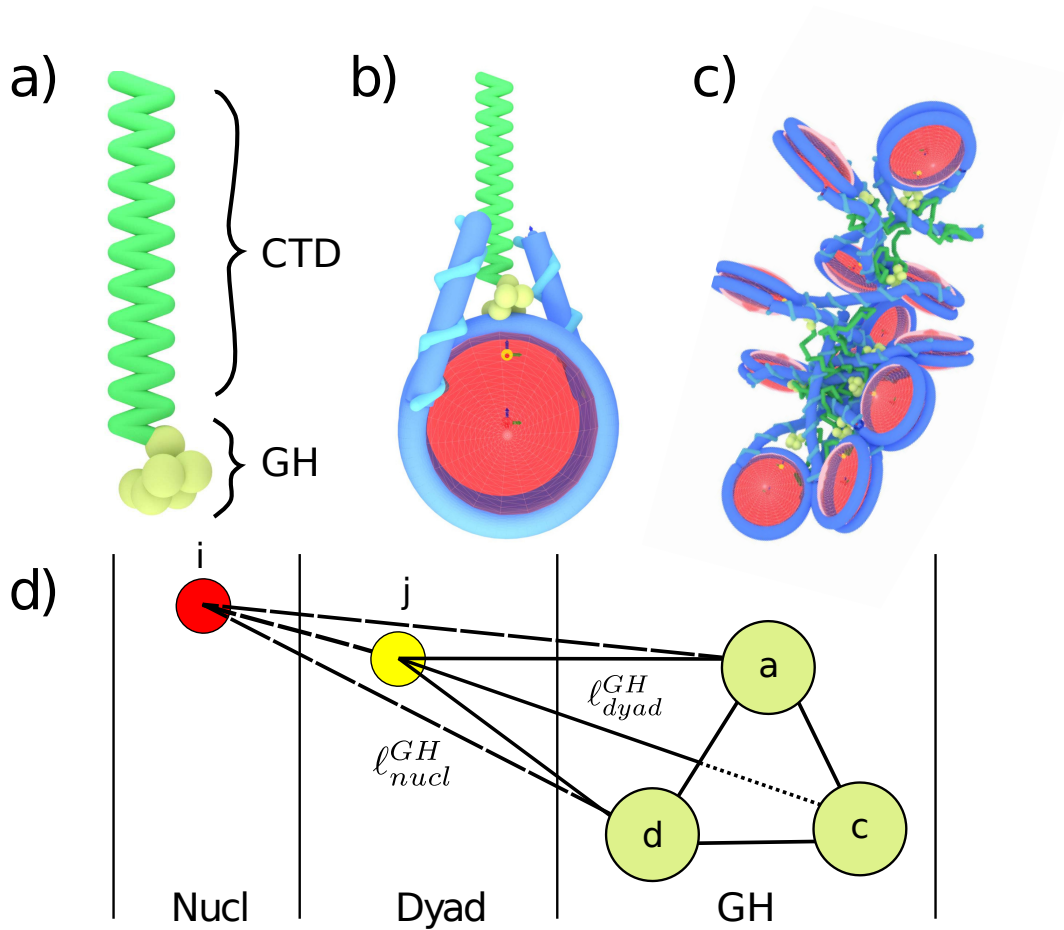 a)
b)
c)
CTD
GH
d)
i
j
a
ℓ^{GH}_{dyad}
ℓ^{GH}_{nucl}
d
c
Nucl
Dyad
GH